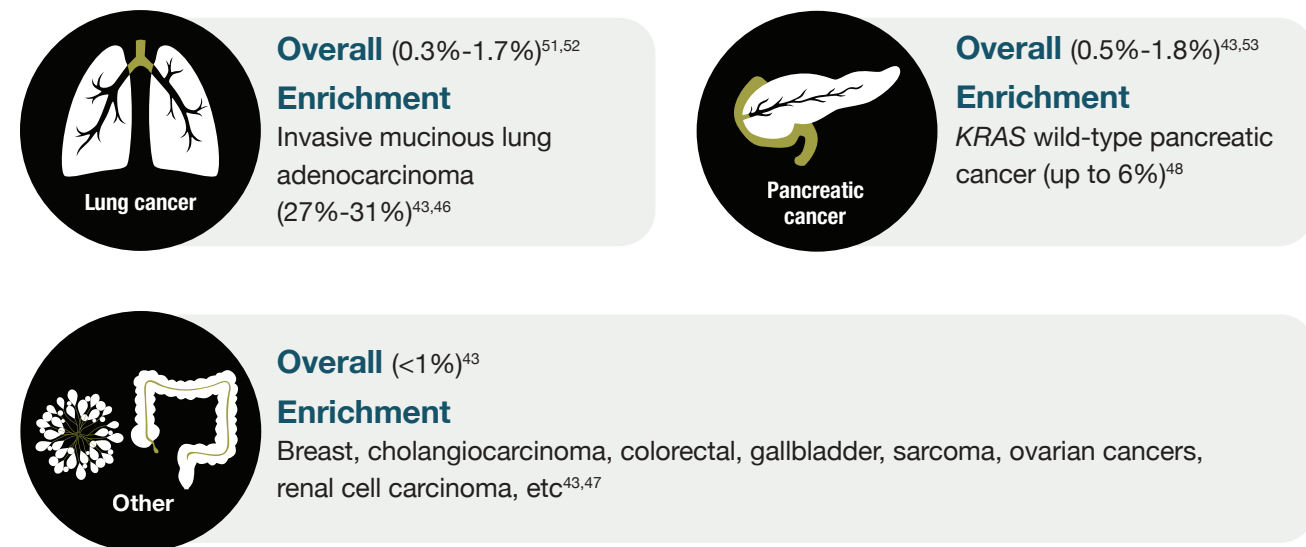 Lung cancer
Overall (0.3%-1.7%)51,52
Enrichment
Invasive mucinous lung
adenocarcinoma
(27%-31%)43,46
Pancreatic
cancer
Overall (0.5%-1.8%)43,53
Enrichment
KRAS wild-type pancreatic
cancer (up to 6%)48
Other
Overall (<1%)43
Enrichment
Breast, cholangiocarcinoma, colorectal, gallbladder, sarcoma, ovarian cancers,
renal cell carcinoma, etc43,47